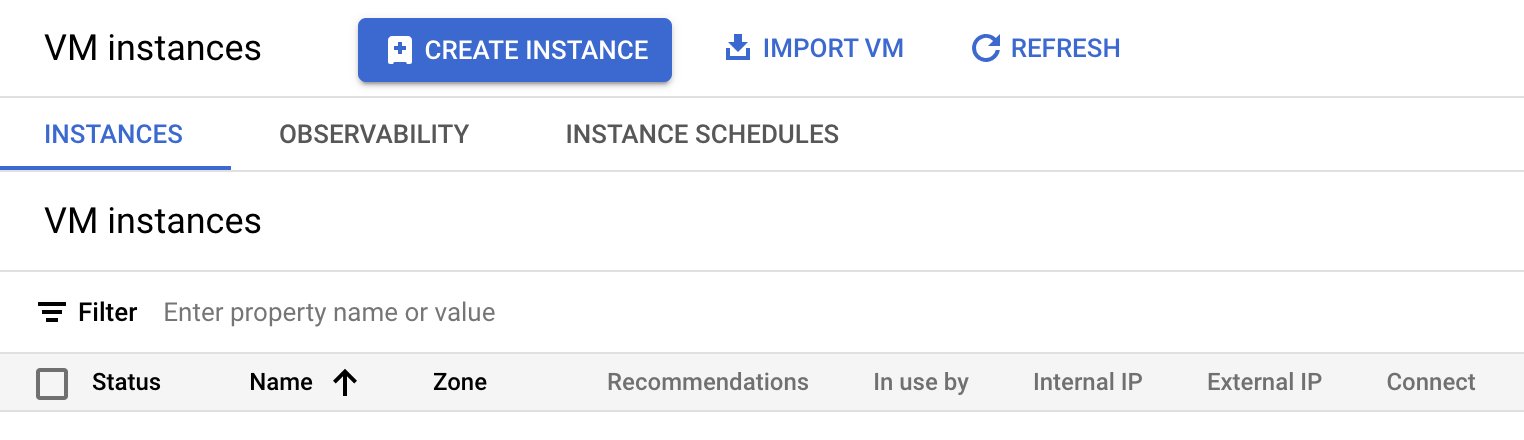 VM instances CREATE INSTANCE IMPORT VM REFRESH
INSTANCES OBSERVABILITY INSTANCE SCHEDULES
VM instances
Filter Enter property name or value
Status Name Zone Recommendations In use by Internal IP External IP Connect